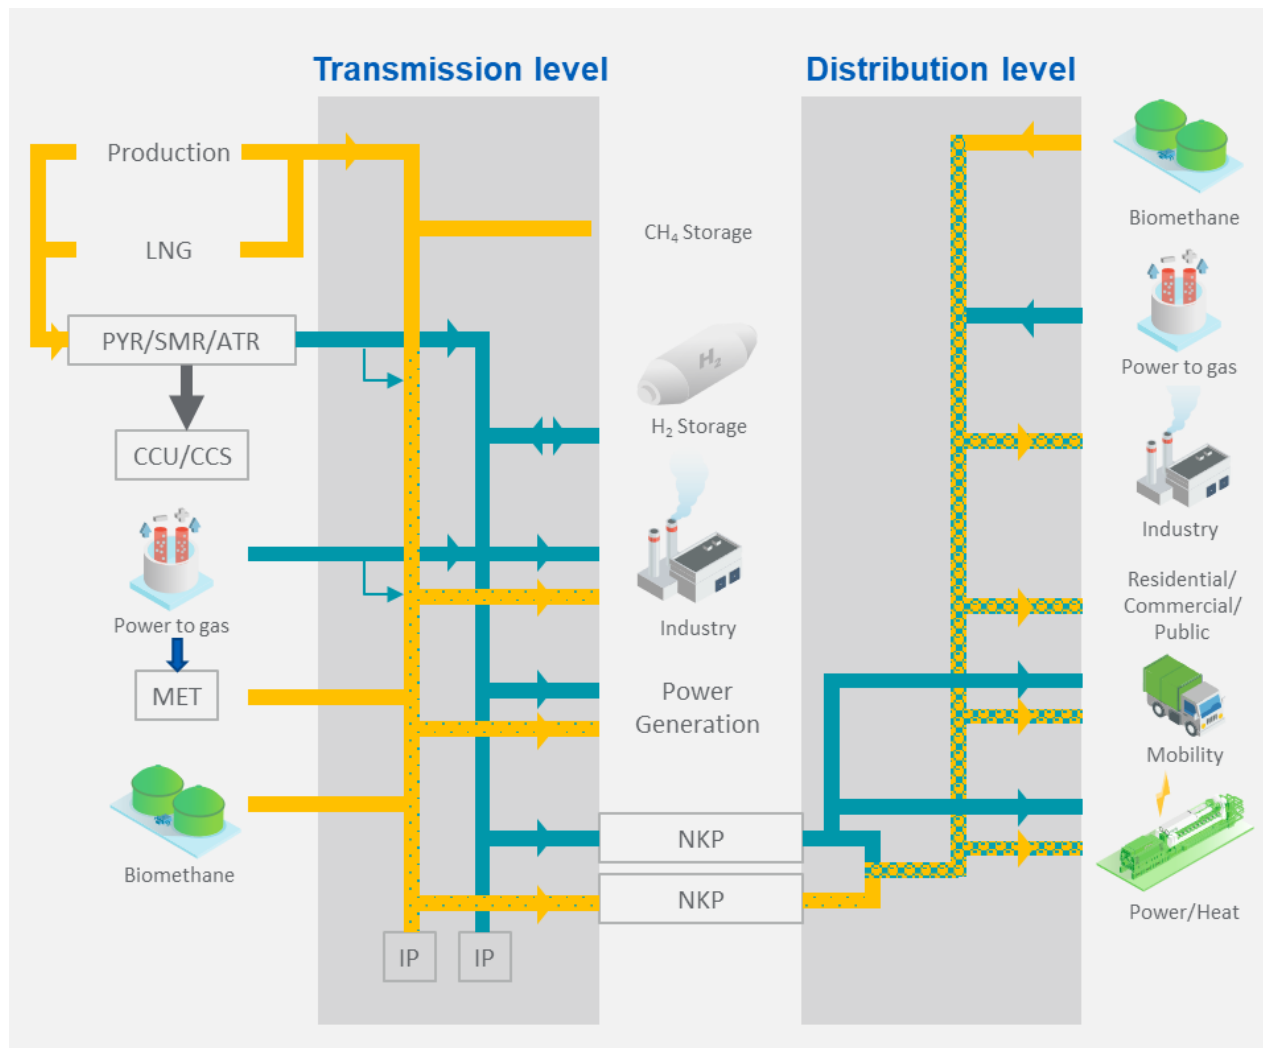 Transmission level
Distribution level
Production
LNG
PYR/SMR/ATR
CCU/CCS
Power to gas
MET
Biomethane
IP
IP
CH₄ Storage
H₂
H₂ Storage
Industry
Power
Generation
NKP
NKP
Biomethane
Power to gas
Industry
Residential/
Commercial/
Public
Mobility
Power/Heat